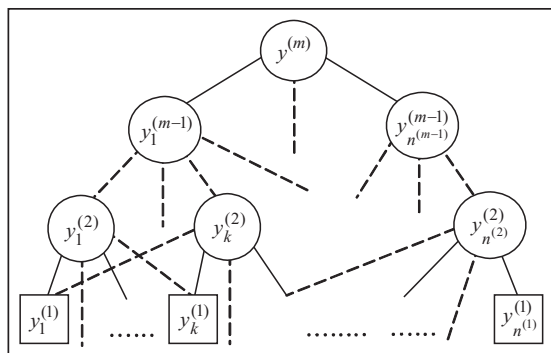 y^{(m)}
y_1^{(m-1)} y_{n^{(m-1)}}^{(m-1)}
y_1^{(2)} y_k^{(2)} y_{n^{(2)}}^{(2)}
y_1^{(1)} y_k^{(1)} y_{n^{(1)}}^{(1)}
...... ....... ......